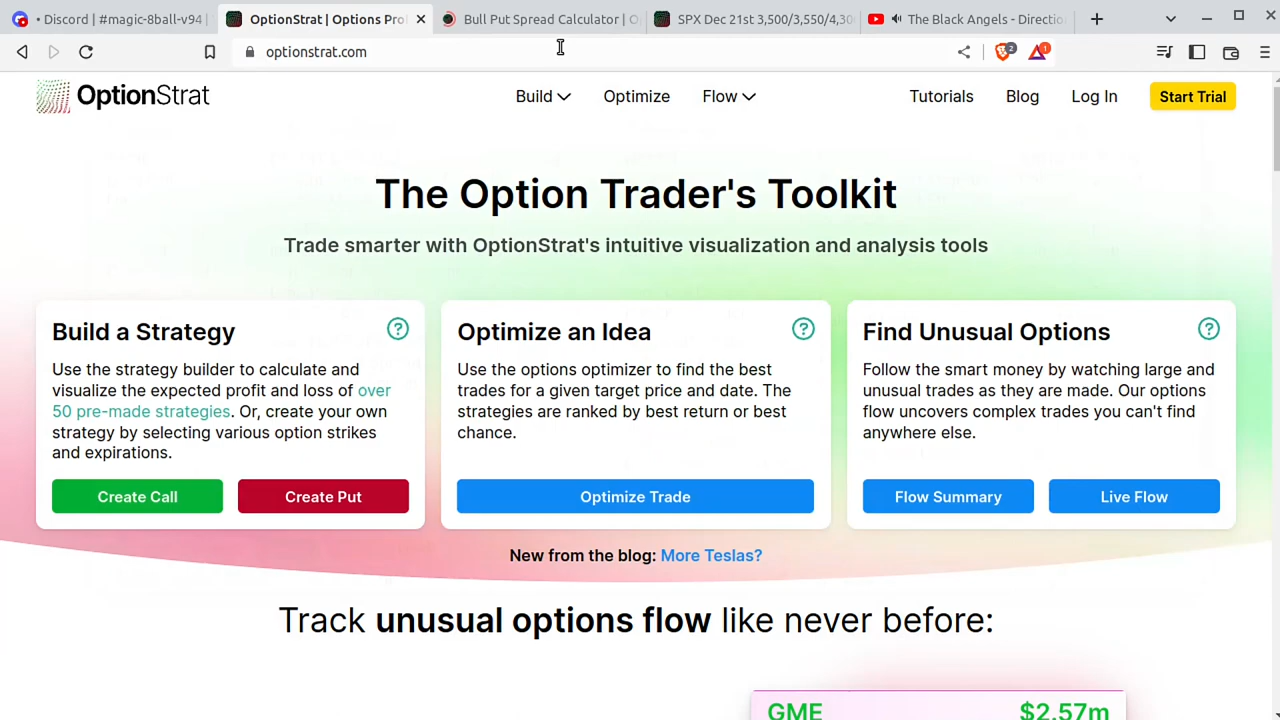 Discord | #magic-8ball-v94 |
OptionStrat | Options Pro
Bull Put Spread Calculator | O
SPX Dec 21st 3,500/3,550/4,30
The Black Angels - Directio
optionstrat.com
2
1
OptionStrat
Build
Optimize
Flow
Tutorials
Blog
Log In
Start Trial
The Option Trader's Toolkit
Trade smarter with OptionStrat's intuitive visualization and analysis tools
Build a Strategy
?
Use the strategy builder to calculate and
visualize the expected profit and loss of over
50 pre-made strategies. Or, create your own
strategy by selecting various option strikes
and expirations.
Create Call
Create Put
Optimize an Idea
?
Use the options optimizer to find the best
trades for a given target price and date. The
strategies are ranked by best return or best
chance.
Optimize Trade
Find Unusual Options
?
Follow the smart money by watching large and
unusual trades as they are made. Our options
flow uncovers complex trades you can't find
anywhere else.
Flow Summary
Live Flow
New from the blog: More Teslas?
Track unusual options flow like never before:
GME
$2.57m